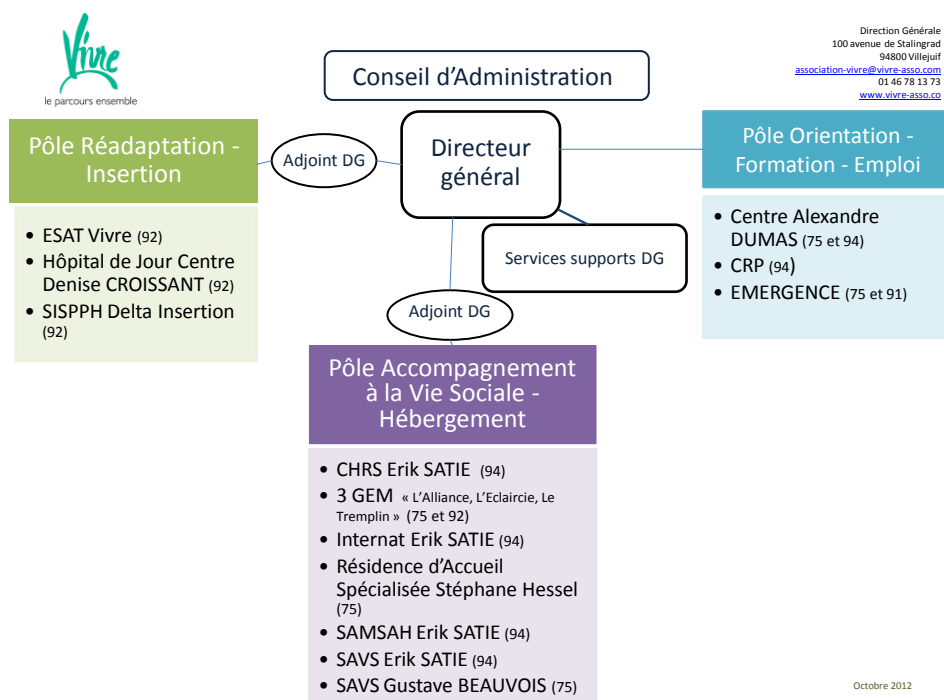 Vivre
le parcours ensemble
Direction Générale
100 avenue de Stalingrad
94800 Villejuif
association-vivre@vivre-asso.com
01 46 78 13 73
www.vivre-asso.co
Conseil d'Administration
Pôle Réadaptation -
Insertion
Adjoint DG
Directeur
général
Pôle Orientation -
Formation - Emploi
• ESAT Vivre (92)
• Hôpital de Jour Centre
Denise CROISSANT (92)
• SISPPH Delta Insertion
(92)
Services supports DG
• Centre Alexandre
DUMAS (75 et 94)
• CRP (94)
• EMERGENCE (75 et 91)
Adjoint DG
Pôle Accompagnement
à la Vie Sociale -
Hébergement
• CHRS Erik SATIE (94)
• 3 GEM « L'Alliance, L'Eclaircie, Le
Tremplin » (75 et 92)
• Internat Erik SATIE (94)
• Résidence d'Accueil
Spécialisée Stéphane Hessel
(75)
• SAMSAH Erik SATIE (94)
• SAVS Erik SATIE (94)
• SAVS Gustave BEAUVOIS (75)
Octobre 2012